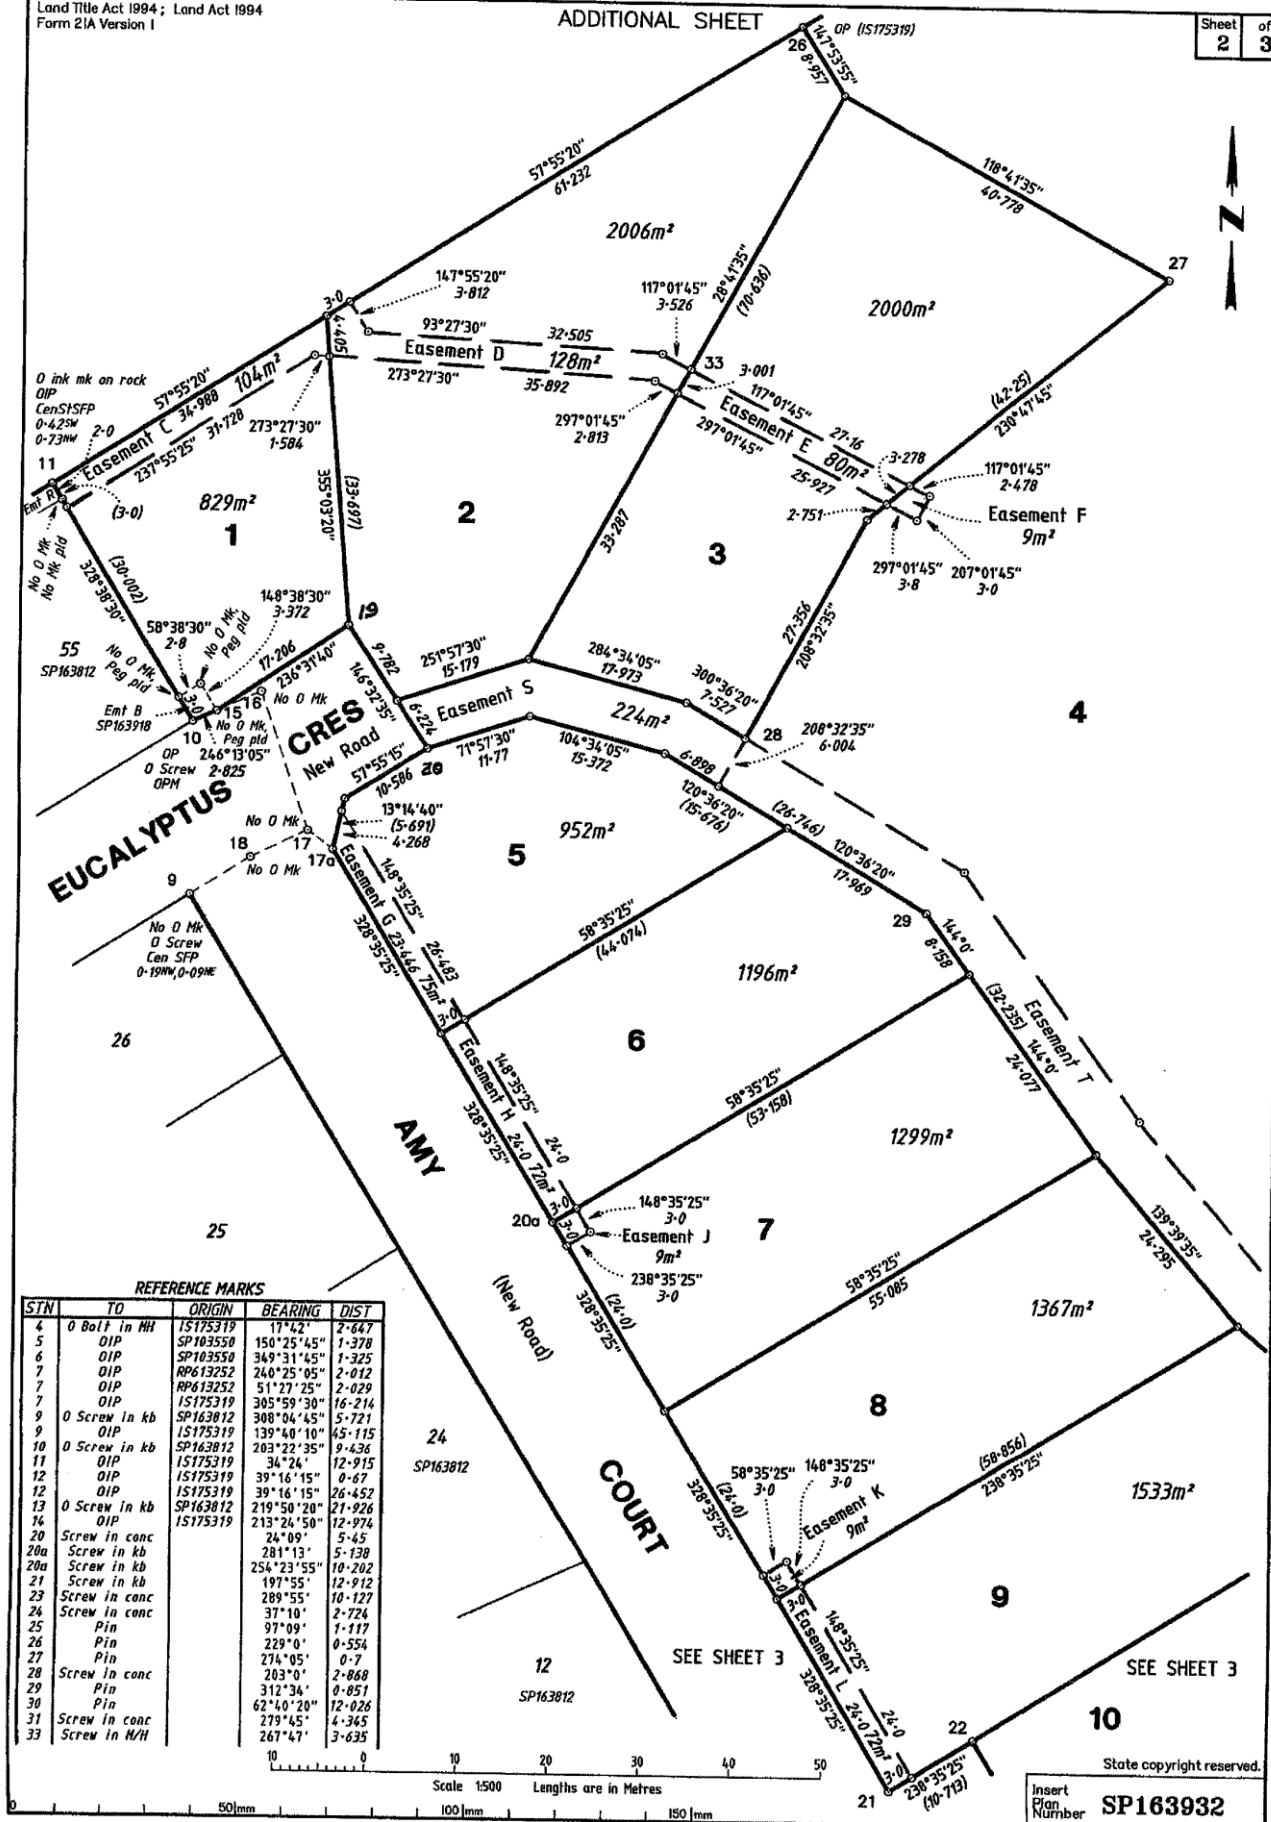 Land Title Act 1994 ; Land Act 1994
Form 21A Version 1
ADDITIONAL SHEET
Sheet 2 of 3
26
OP (IS175319)
147°53'55"
8·957
57°55'20"
61·232
118°41'35"
40·778
27
N
2006m²
28°41'35"
(70·636)
2000m²
(42·25)
230°47'45"
147°55'20"
3·812
117°01'45"
3·526
3·0
4·405
93°27'30"
32·505
Easement D
128m²
273°27'30"
35·892
33
3·001
117°01'45"
27·16
Easement E
80m²
297°01'45"
25·927
297°01'45"
2·813
3·278
117°01'45"
2·478
Easement F
9m²
2·751
297°01'45"
3·8
207°01'45"
3·0
O ink mk on rock
OIP
CenStSFP
0·42SW
0·73NW
2·0
11
57°55'20"
34·988
104m²
Easement C
31·728
237°55'25"
273°27'30"
1·584
Emt R
(3·0)
829m²
1
355°03'20"
(33·697)
2
33·287
3
27·356
208°32'35"
4
No O Mk
No Mk pld
328°38'30"
(30·002)
148°38'30"
3·372
58°38'30"
2·8
No O Mk,
Peg pld
No O Mk
Peg pld
17·206
236°31'40"
19
55
SP163812
Emt B
SP163918
3·0
10
15
16
No O Mk
No O Mk,
Peg pld
OP
O Screw
OPM
246°13'05"
2·825
9·782
146°32'35"
6·224
251°57'30"
15·179
Easement S
284°34'05"
17·973
224m²
300°36'20"
7·527
28
208°32'35"
6·004
EUCALYPTUS
CRES
New Road
57°55'15"
10·586
20
71°57'30"
11·77
104°34'05"
15·372
6·898
120°36'20"
(15·676)
(26·746)
120°36'20"
17·969
13°14'40"
(5·691)
4·268
No O Mk
17
17a
18
No O Mk
9
No O Mk
O Screw
Cen SFP
0·19NW,0·09NE
952m²
5
Easement G
148°35'25"
26·483
23·446
75m²
328°35'25"
3·0
58°35'25"
(44·074)
29
144°0'
8·158
1196m²
6
(32·235)
144°0'
24·077
Easement T
26
Easement H
148°35'25"
24·0
24·0
72m²
328°35'25"
3·0
58°35'25"
(53·158)
1299m²
AMY
20a
3·0
148°35'25"
3·0
Easement J
9m²
238°35'25"
3·0
7
25
(New Road)
(24·0)
328°35'25"
58°35'25"
55·085
139°39'35"
24·295
1367m²
8
24
SP163812
COURT
(24·0)
328°35'25"
58°35'25"
3·0
148°35'25"
3·0
Easement K
9m²
3·0
3·0
(58·856)
238°35'25"
1533m²
9
Easement L
148°35'25"
24·0
24·0
72m²
328°35'25"
3·0
SEE SHEET 3
SEE SHEET 3
12
SP163812
22
10
21
238°35'25"
(10·713)
REFERENCE MARKS
STN TO ORIGIN BEARING DIST
4 O Bolt in MH IS175319 17°42' 2·647
5 OIP SP103550 150°25'45" 1·378
6 OIP SP103550 349°31'45" 1·325
7 OIP RP613252 240°25'05" 2·012
7 OIP RP613252 51°27'25" 2·029
7 OIP IS175319 305°59'30" 16·214
9 O Screw in kb SP163812 308°04'45" 5·721
9 OIP IS175319 139°40'10" 45·115
10 O Screw in kb SP163812 203°22'35" 9·436
11 OIP IS175319 34°24' 12·915
12 OIP IS175319 39°16'15" 0·67
12 OIP IS175319 39°16'15" 26·452
13 O Screw in kb SP163812 219°50'20" 21·926
14 OIP IS175319 213°24'50" 12·974
20 Screw in conc 24°09' 5·45
20a Screw in kb 281°13' 5·138
20a Screw in kb 254°23'55" 10·202
21 Screw in kb 197°55' 12·912
23 Screw in conc 289°55' 10·127
24 Screw in conc 37°10' 2·724
25 Pin 97°09' 1·117
26 Pin 229°0' 0·554
27 Pin 274°05' 0·7
28 Screw in conc 203°0' 2·868
29 Pin 312°34' 0·851
30 Pin 62°40'20" 12·026
31 Screw in conc 279°45' 4·345
33 Screw in M/H 267°47' 3·635
10 0 10 20 30 40 50
Scale 1:500 Lengths are in Metres
0 50mm 100mm 150mm
State copyright reserved.
Insert
Plan
Number SP163932